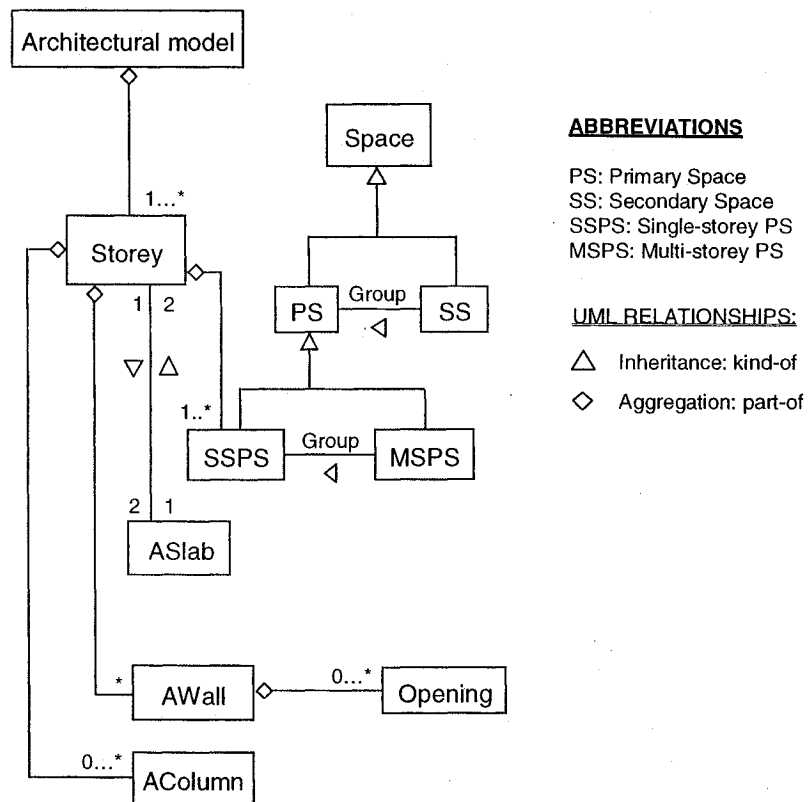 Architectural model
1...*
Storey
1 2
2 1
ASlab
*
AWall
0...*
Opening
0...*
AColumn
Space
PS
Group
SS
1..*
SSPS
Group
MSPS
ABBREVIATIONS
PS: Primary Space
SS: Secondary Space
SSPS: Single-storey PS
MSPS: Multi-storey PS
UML RELATIONSHIPS:
Inheritance: kind-of
Aggregation: part-of